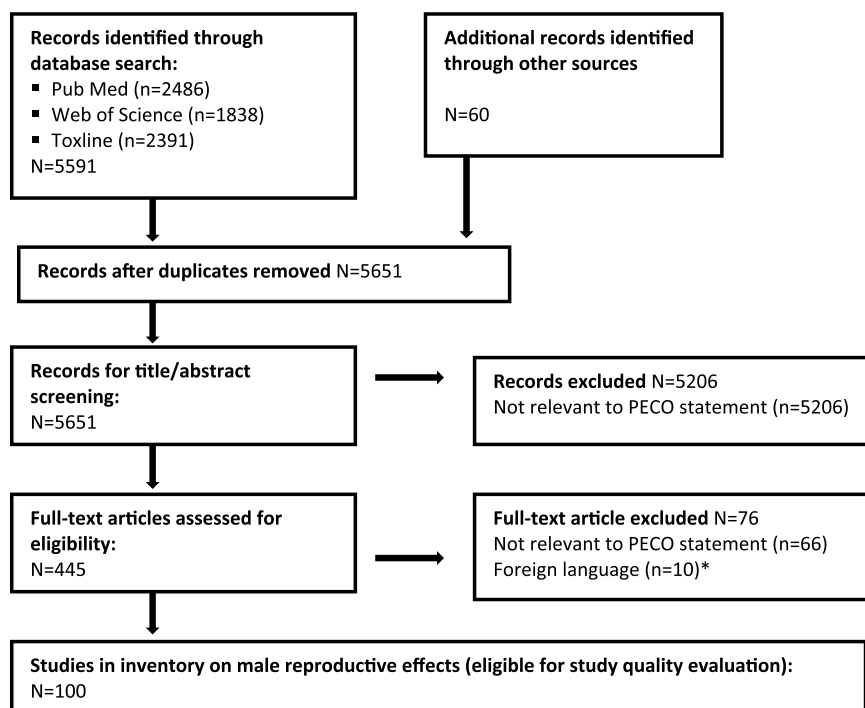 Records identified through
database search:
▪ Pub Med (n=2486)
▪ Web of Science (n=1838)
▪ Toxline (n=2391)
N=5591
Additional records identified
through other sources
N=60
Records after duplicates removed N=5651
Records for title/abstract
screening:
N=5651
Records excluded N=5206
Not relevant to PECO statement (n=5206)
Full-text articles assessed for
eligibility:
N=445
Full-text article excluded N=76
Not relevant to PECO statement (n=66)
Foreign language (n=10)*
Studies in inventory on male reproductive effects (eligible for study quality evaluation):
N=100